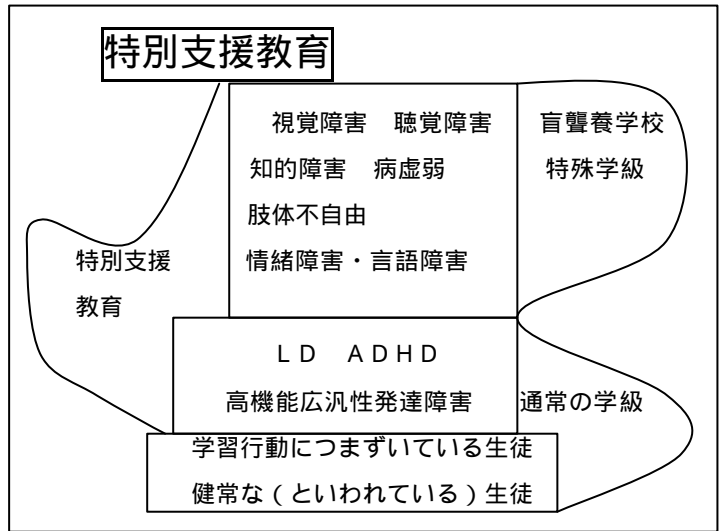 特別支援教育
視覚障害 聴覚障害
知的障害 病虚弱
肢体不自由
情緒障害・言語障害
盲聾養学校
特殊学級
特別支援
教育
ＬＤ ＡＤＨＤ
高機能広汎性発達障害
通常の学級
学習行動につまずいている生徒
健常な（といわれている）生徒